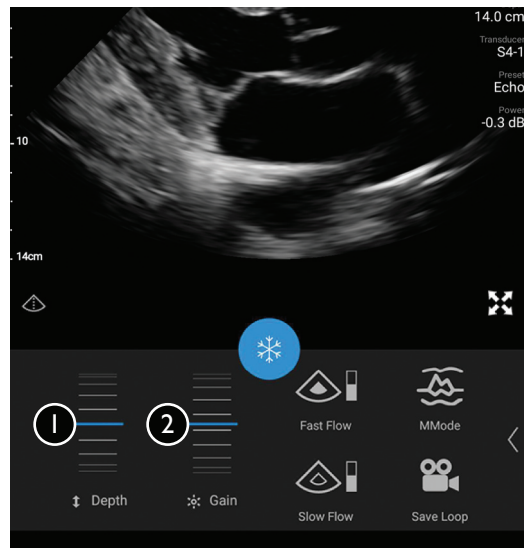 14.0 cm
Transducer
S4-1
Preset
Echo
Power
-0.3 dB
10
14cm
1
2
Fast Flow
MMode
Depth
Gain
Slow Flow
Save Loop